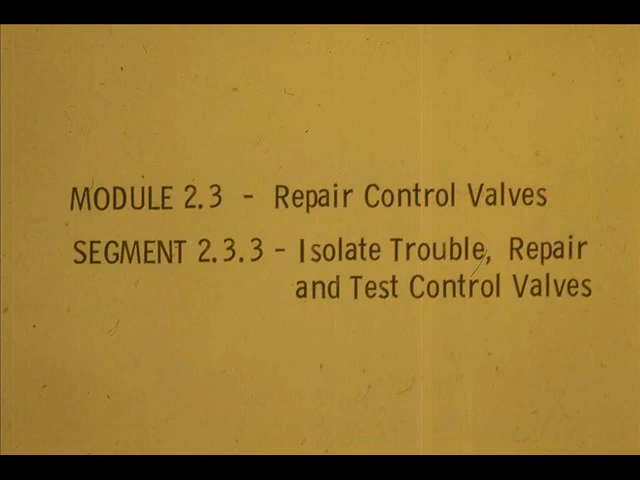 MODULE 2.3 - Repair Control Valves
SEGMENT 2.3.3 - Isolate Trouble, Repair
and Test Control Valves